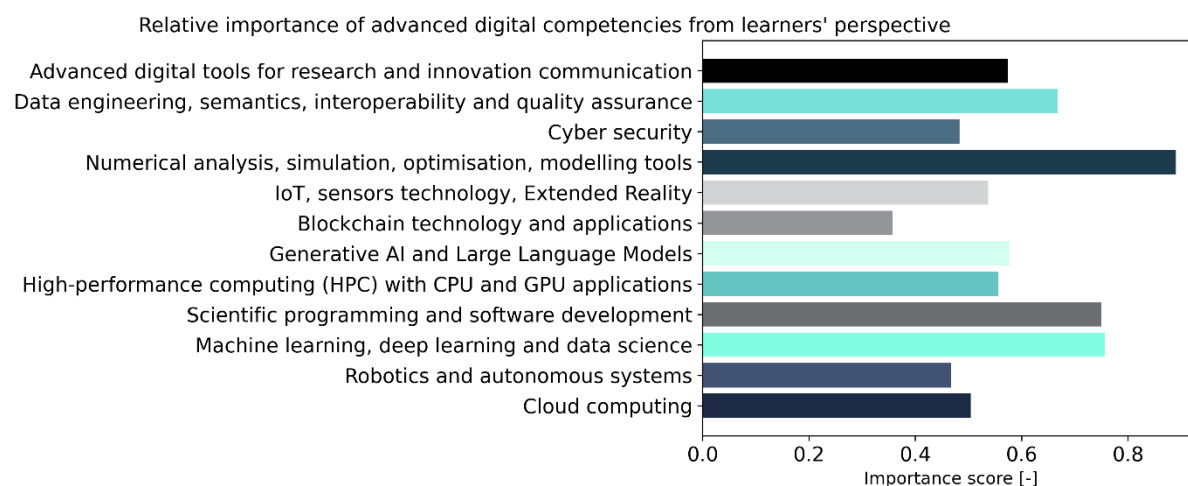 Relative importance of advanced digital competencies from learners' perspective
Advanced digital tools for research and innovation communication
Data engineering, semantics, interoperability and quality assurance
Cyber security
Numerical analysis, simulation, optimisation, modelling tools
IoT, sensors technology, Extended Reality
Blockchain technology and applications
Generative AI and Large Language Models
High-performance computing (HPC) with CPU and GPU applications
Scientific programming and software development
Machine learning, deep learning and data science
Robotics and autonomous systems
Cloud computing
0.0 0.2 0.4 0.6 0.8
Importance score [-]